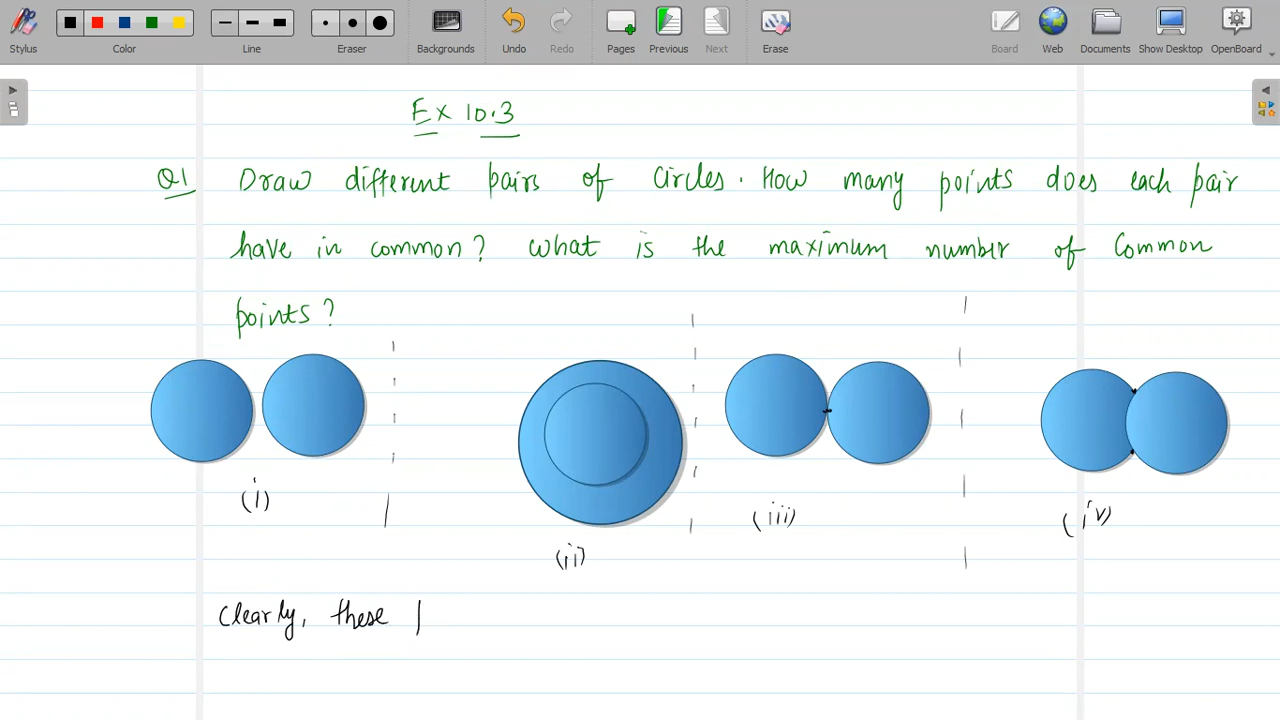 Stylus Color Line Eraser Backgrounds Undo Redo Pages Previous Next Erase Board Web Documents Show Desktop OpenBoard
Ex 10.3
Q1 Draw different pairs of Circles. How many points does each pair
have in common? What is the maximum number of Common
points?
(i) (ii) (iii) (iv)
Clearly, these